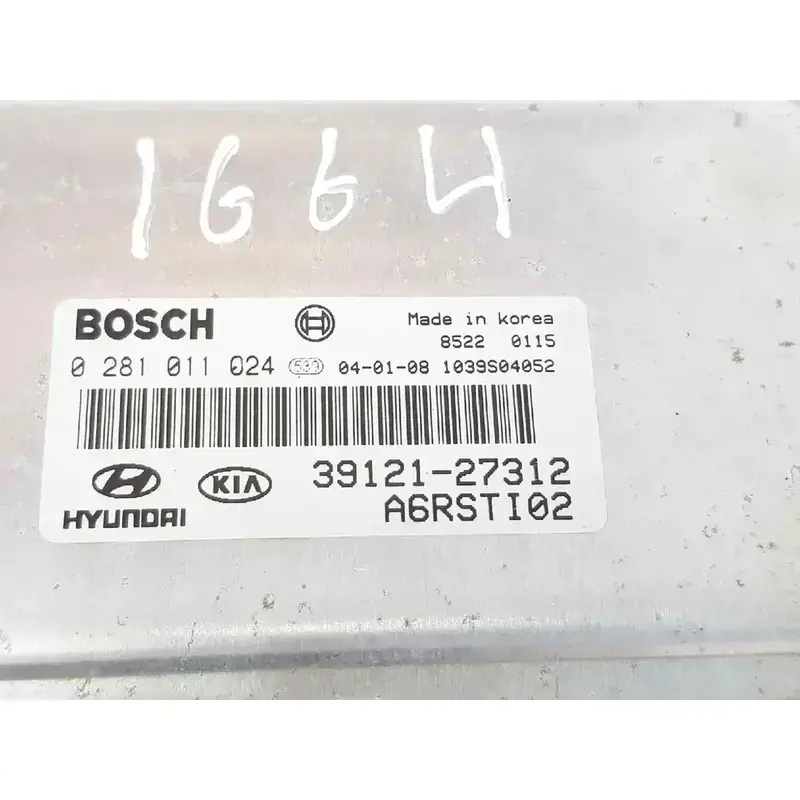 1664
BOSCH
Made in Korea
8522 0115
0 281 011 024 539 04-01-08 1039S04052
39121-27312
HYUNDAI KIA A6RSTI02